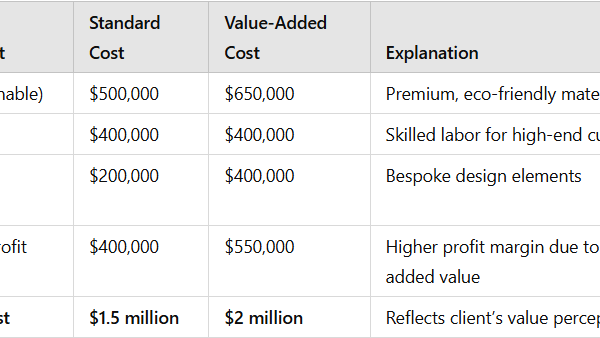 t Standard Cost Value-Added Cost Explanation
nable) $500,000 $650,000 Premium, eco-friendly mate
$400,000 $400,000 Skilled labor for high-end cu
$200,000 $400,000 Bespoke design elements
ofit $400,000 $550,000 Higher profit margin due to
added value
st $1.5 million $2 million Reflects client's value percep